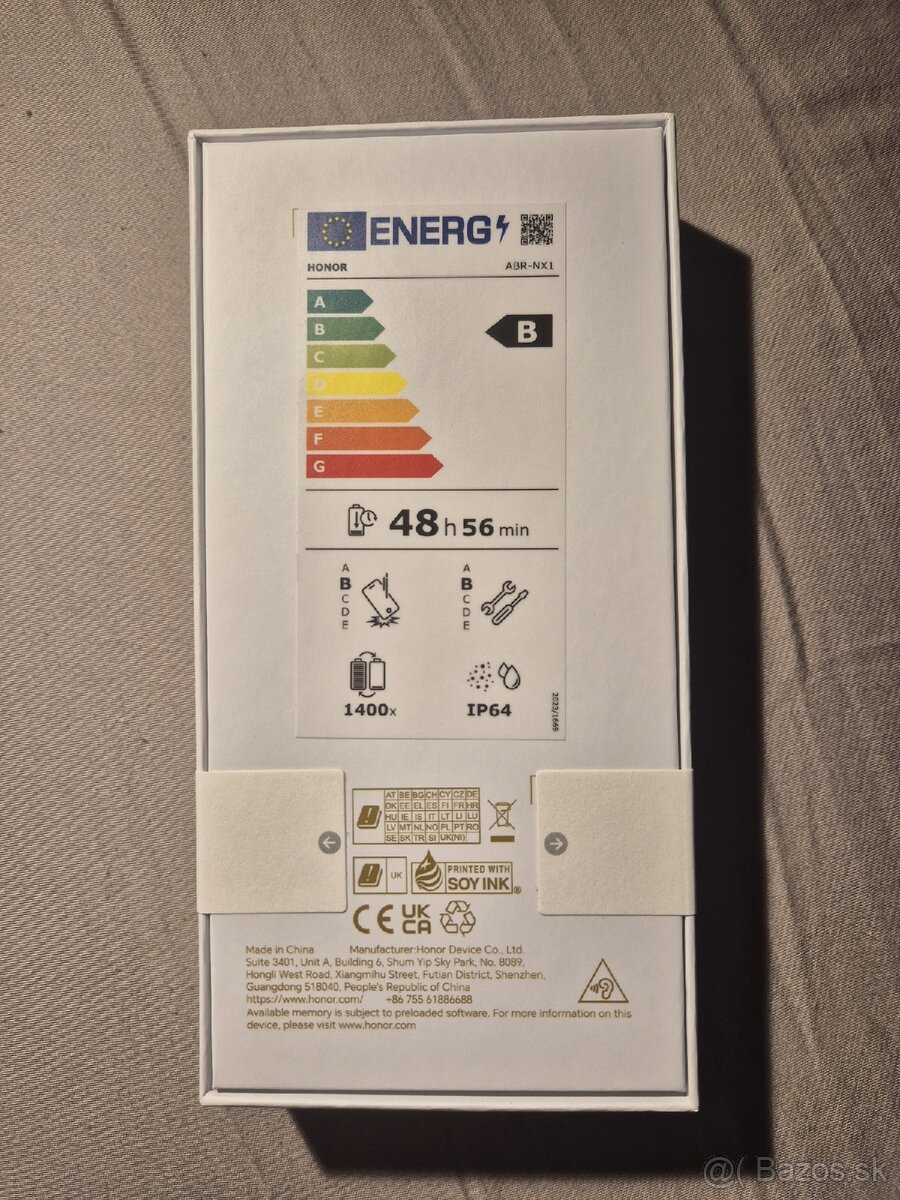 ENERG
HONOR ABR-NX1
A
B B
C
D
E
F
G
48 h 56 min
A A
B B
C C
D D
E E
1400x IP64
2023/1669
AT BE BG CH CY CZ DE
DK EE EL ES FI FR HR
HU IE IS IT LT LI LU
LV MT NL NO PL PT RO
SE SK TR SI UK(NI)
UK PRINTED WITH
SOY INK®
CE UK
CA
Made in China Manufacturer:Honor Device Co., Ltd.
Suite 3401, Unit A, Building 6, Shum Yip Sky Park, No. 8089,
Hongli West Road, Xiangmihu Street, Futian District, Shenzhen,
Guangdong 518040, People's Republic of China
https://www.honor.com/ +86 755 61886688
Available memory is subject to preloaded software. For more information on this
device, please visit www.honor.com
@( Bazos.sk